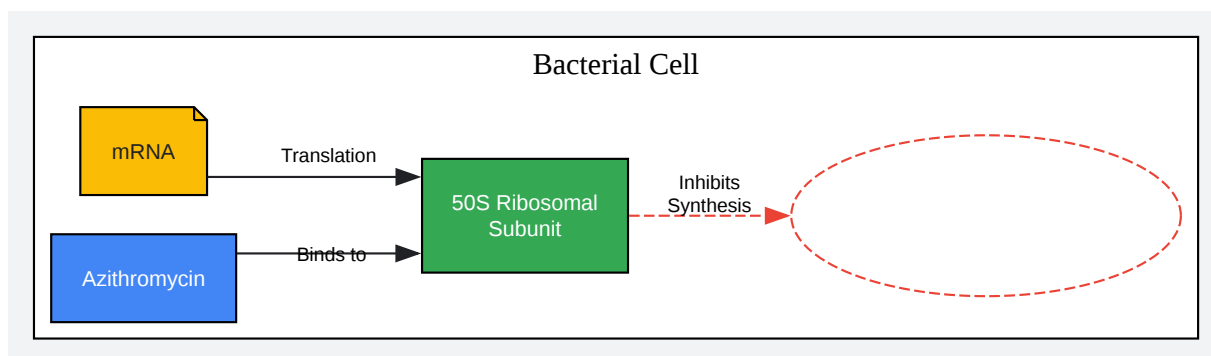 Bacterial Cell
mRNA
Translation
50S Ribosomal
Subunit
Inhibits
Synthesis
Azithromycin
Binds to